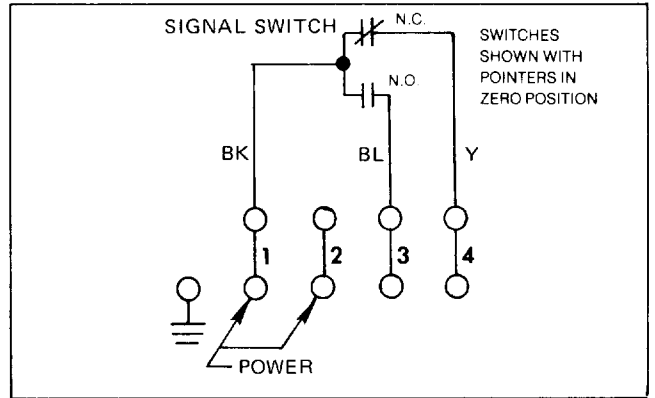 SIGNAL SWITCH
N.C.
N.O.
SWITCHES
SHOWN WITH
POINTERS IN
ZERO POSITION
BK
BL
Y
1
2
3
4
POWER